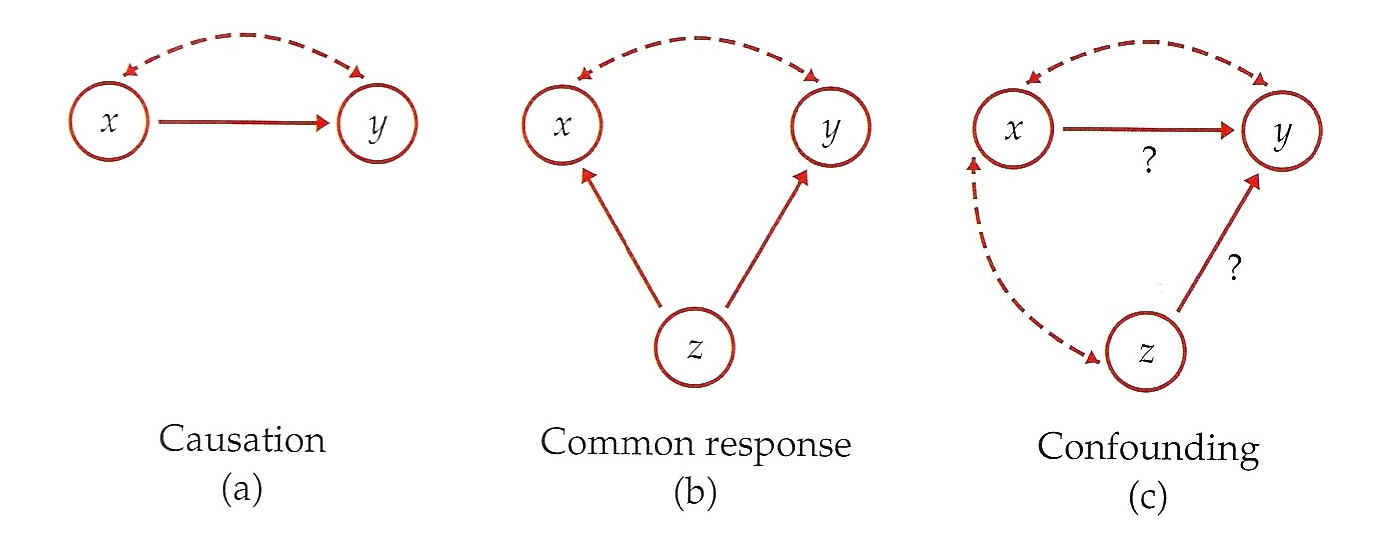 x
y
Causation
(a)
x
y
z
Common response
(b)
x
y
?
?
z
Confounding
(c)